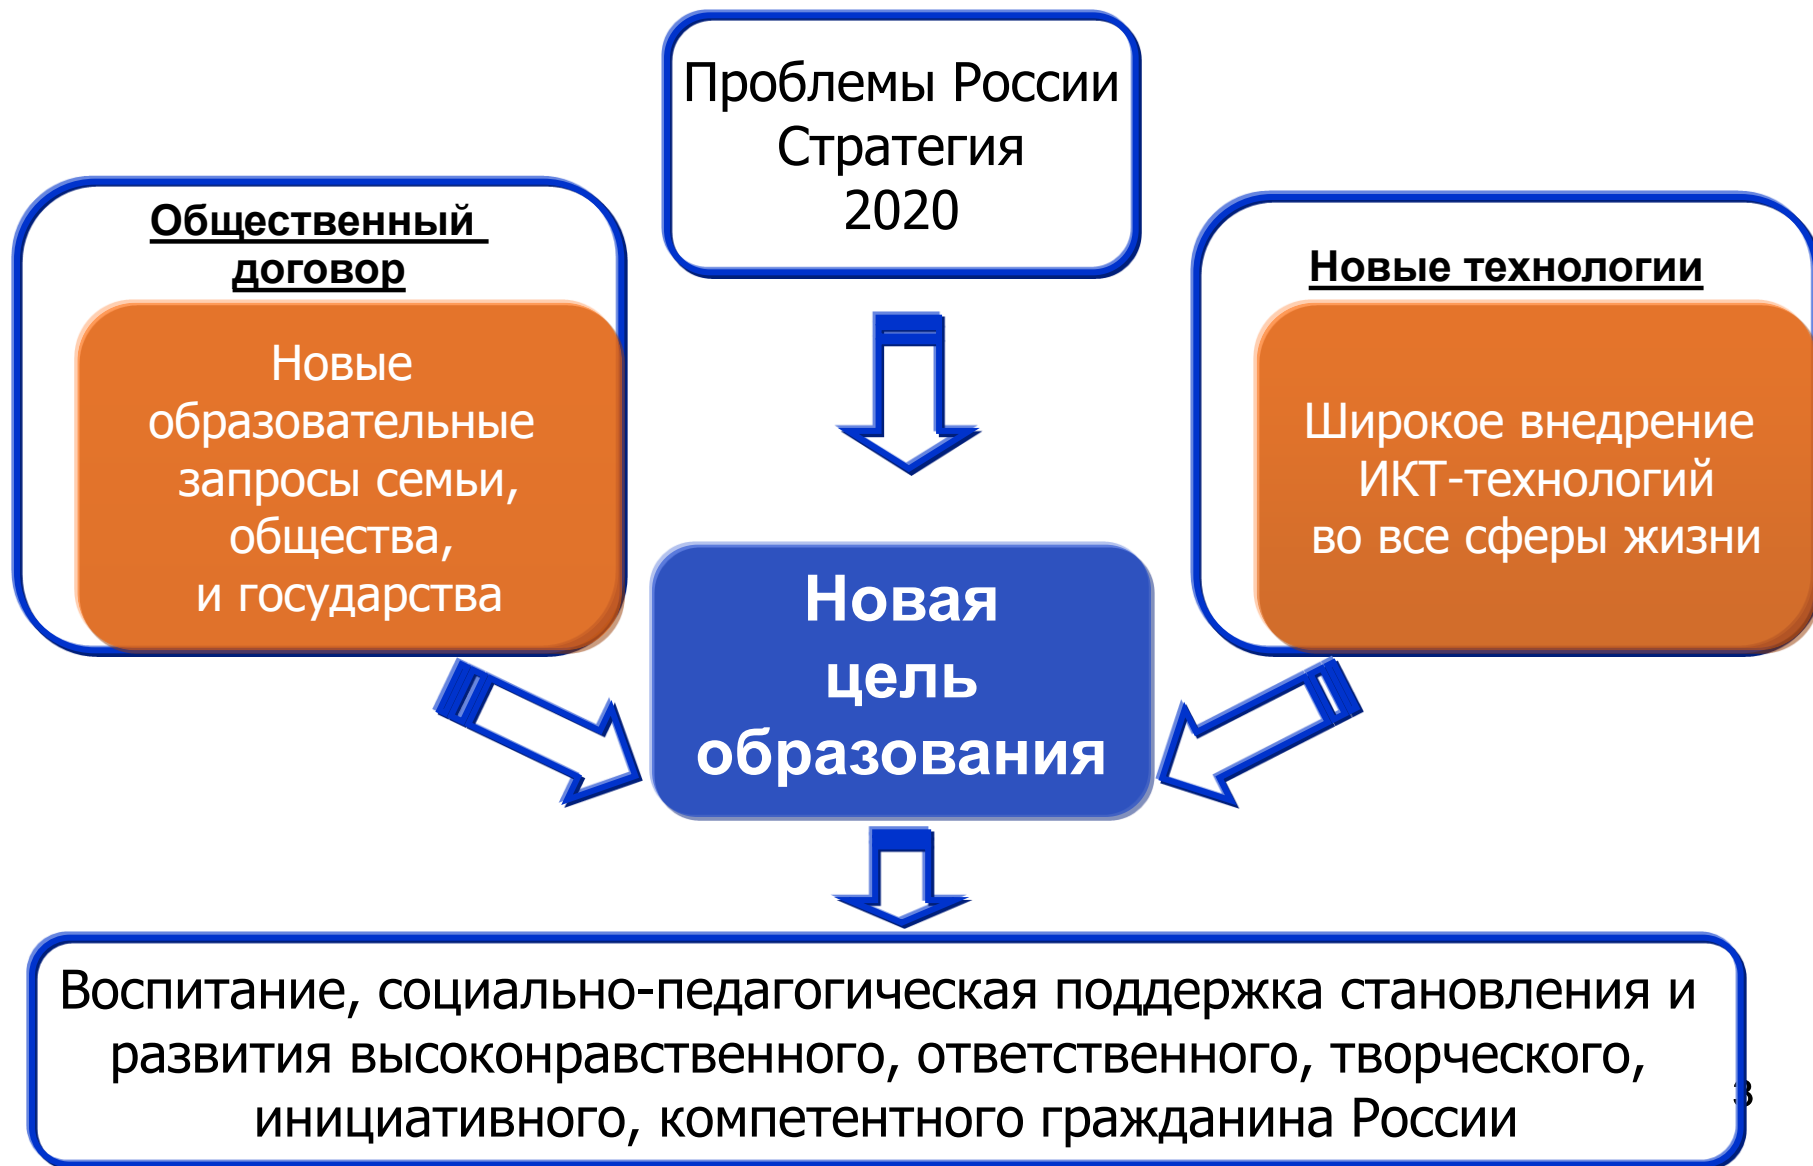 Проблемы России
Стратегия
2020
Общественный
договор
Новые
образовательные
запросы семьи,
общества,
и государства
Новые технологии
Широкое внедрение
ИКТ-технологий
во все сферы жизни
Новая
цель
образования
Воспитание, социально-педагогическая поддержка становления и
развития высоконравственного, ответственного, творческого,
инициативного, компетентного гражданина России
3